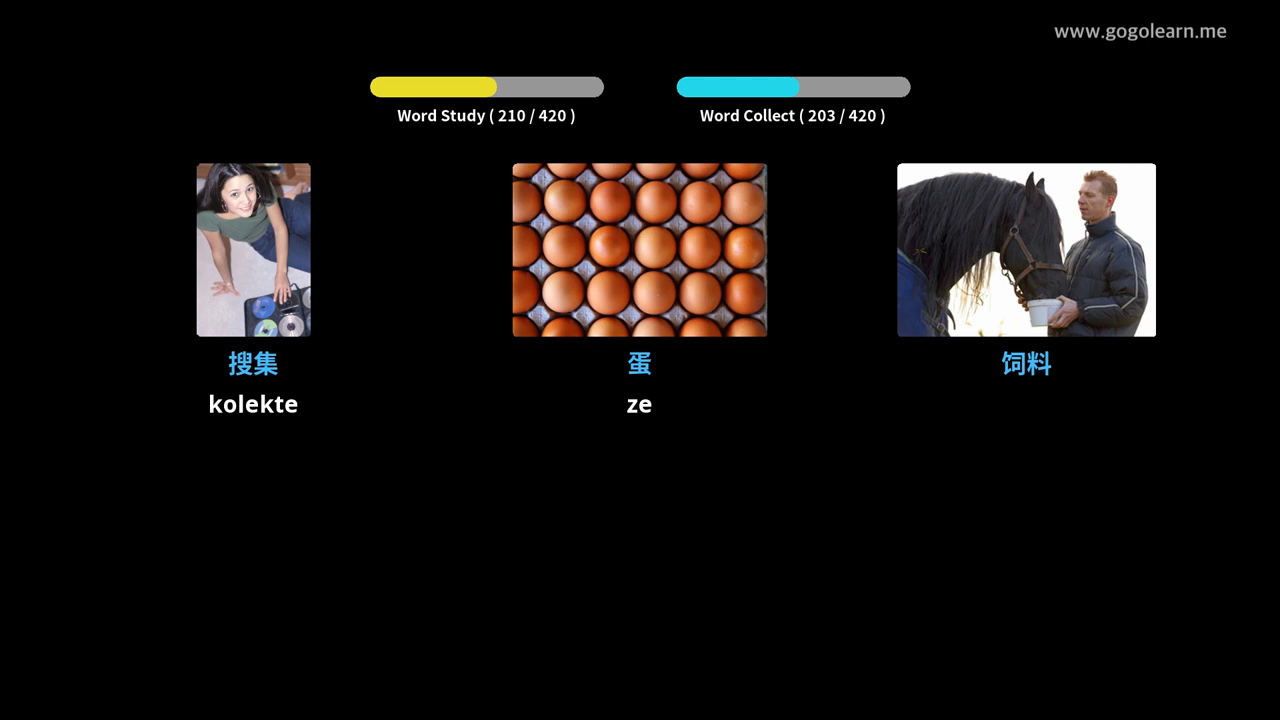 www.gogolearn.me
Word Study ( 210 / 420 )
Word Collect ( 203 / 420 )
搜集
蛋
饲料
kolekte
ze